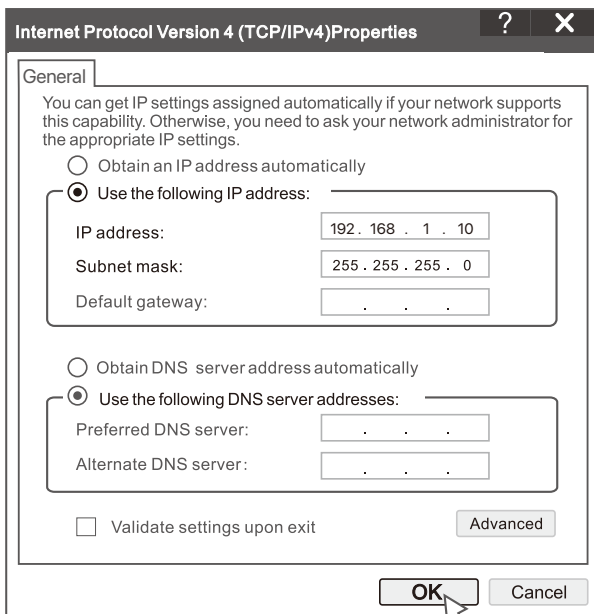 Internet Protocol Version 4 (TCP/IPv4)Properties ? X
General
You can get IP settings assigned automatically if your network supports
this capability. Otherwise, you need to ask your network administrator for
the appropriate IP settings.
Obtain an IP address automatically
Use the following IP address:
IP address: 192. 168 . 1 . 10
Subnet mask: 255 . 255 . 255 . 0
Default gateway: . . .
Obtain DNS server address automatically
Use the following DNS server addresses:
Preferred DNS server: . . .
Alternate DNS server: . . .
Validate settings upon exit
Advanced
OK Cancel